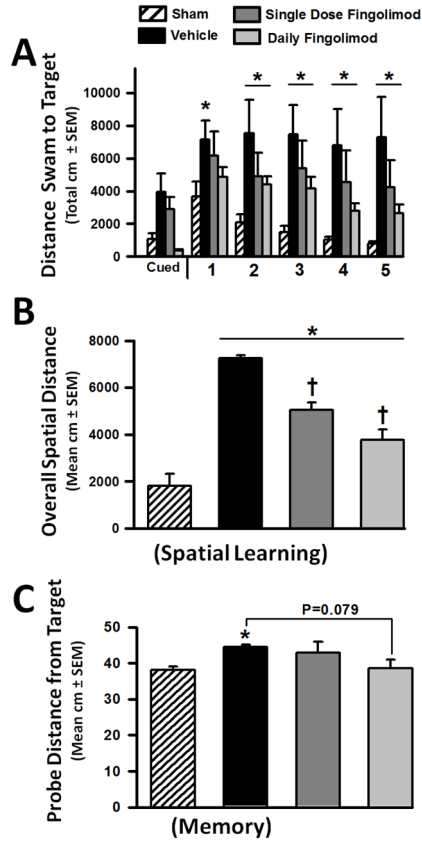 Sham
Single Dose Fingolimod
Vehicle
Daily Fingolimod
A
Distance Swam to Target
(Total cm ± SEM)
10000
8000
6000
4000
2000
0
*
*
*
*
*
Cued
1
2
3
4
5
B
Overall Spatial Distance
(Mean cm ± SEM)
8000
6000
4000
2000
0
*
†
†
(Spatial Learning)
C
Probe Distance from Target
(Mean cm ± SEM)
50
40
30
20
10
0
P=0.079
*
(Memory)